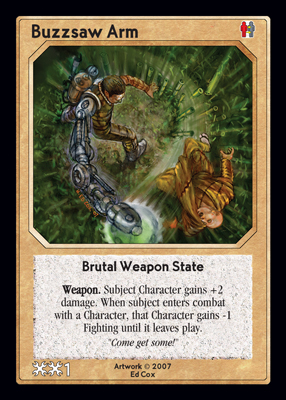 Buzzsaw Arm
Brutal Weapon State
Weapon. Subject Character gains +2
damage. When subject enters combat
with a Character, that Character gains -1
Fighting until it leaves play.
"Come get some!"
1
Artwork © 2007
Ed Cox